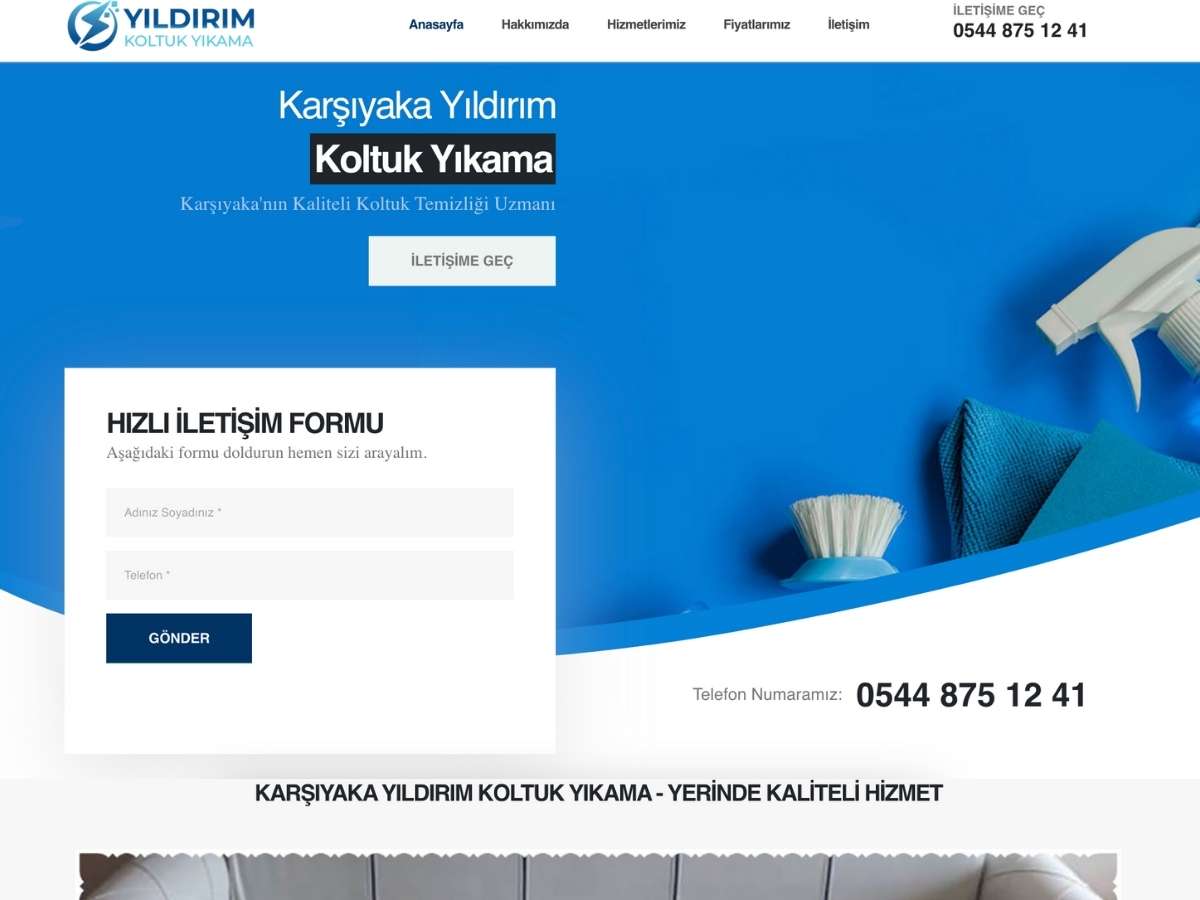 YILDIRIM
KOLTUK YIKAMA
Anasayfa Hakkımızda Hizmetlerimiz Fiyatlarımız İletişim
İLETİŞİME GEÇ
0544 875 12 41
Karşıyaka Yıldırım
Koltuk Yıkama
Karşıyaka'nın Kaliteli Koltuk Temizliği Uzmanı
İLETİŞİME GEÇ
HIZLI İLETİŞİM FORMU
Aşağıdaki formu doldurun hemen sizi arayalım.
Adınız Soyadınız *
Telefon *
GÖNDER
Telefon Numaramız: 0544 875 12 41
KARŞIYAKA YILDIRIM KOLTUK YIKAMA - YERİNDE KALİTELİ HİZMET